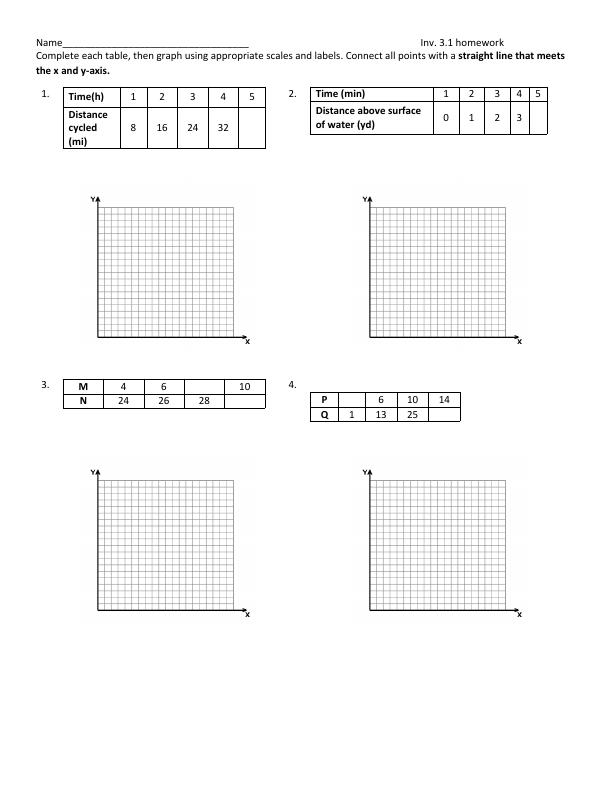 Name__________________________________ Inv. 3.1 homework
Complete each table, then graph using appropriate scales and labels. Connect all points with a straight line that meets
the x and y-axis.
1. Time(h) 1 2 3 4 5
Distance cycled (mi) 8 16 24 32
2. Time (min) 1 2 3 4 5
Distance above surface of water (yd) 0 1 2 3
Y
X
Y
X
3. M 4 6 10
N 24 26 28
4. P 6 10 14
Q 1 13 25
Y
X
Y
X